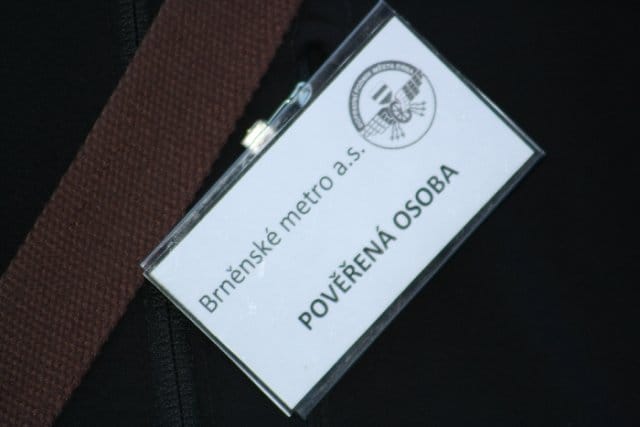 Brněnské metro a.s.
POVĚŘENÁ OSOBA